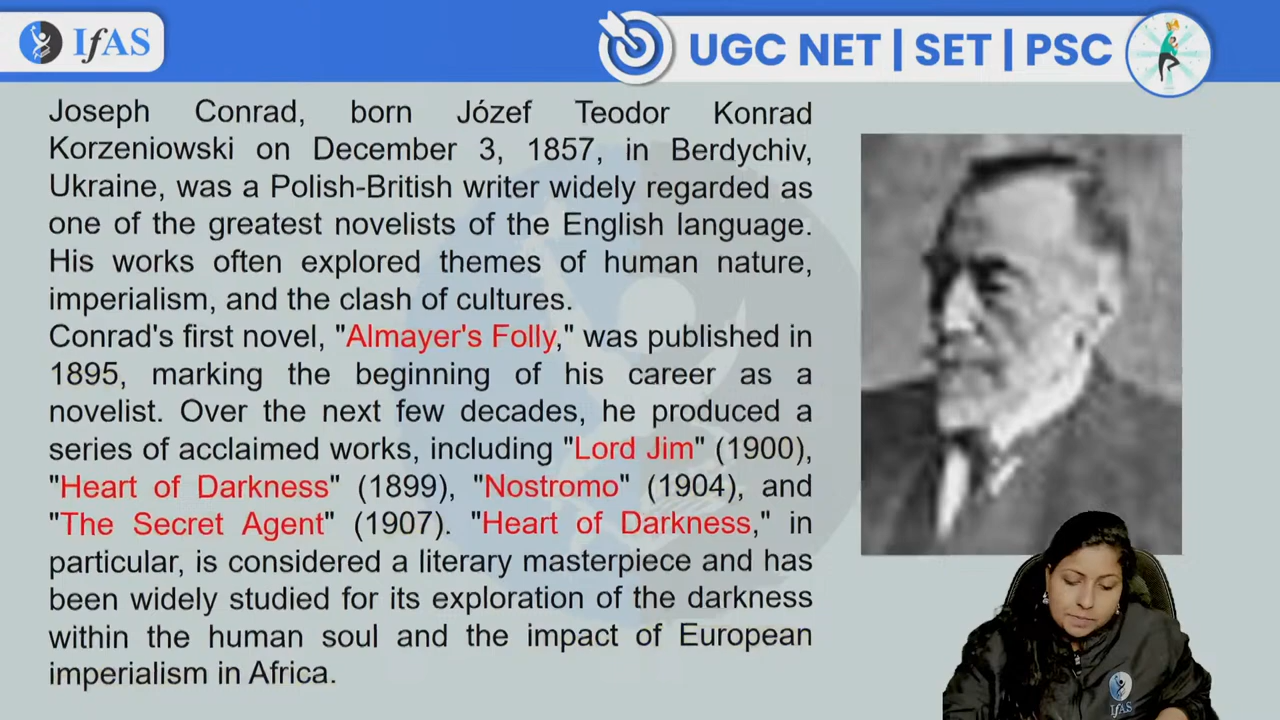 IfAS
UGC NET | SET | PSC
Joseph Conrad, born Józef Teodor Konrad
Korzeniowski on December 3, 1857, in Berdychiv,
Ukraine, was a Polish-British writer widely regarded as
one of the greatest novelists of the English language.
His works often explored themes of human nature,
imperialism, and the clash of cultures.
Conrad's first novel, "Almayer's Folly," was published in
1895, marking the beginning of his career as a
novelist. Over the next few decades, he produced a
series of acclaimed works, including "Lord Jim" (1900),
"Heart of Darkness" (1899), "Nostromo" (1904), and
"The Secret Agent" (1907). "Heart of Darkness," in
particular, is considered a literary masterpiece and has
been widely studied for its exploration of the darkness
within the human soul and the impact of European
imperialism in Africa.
IfAS